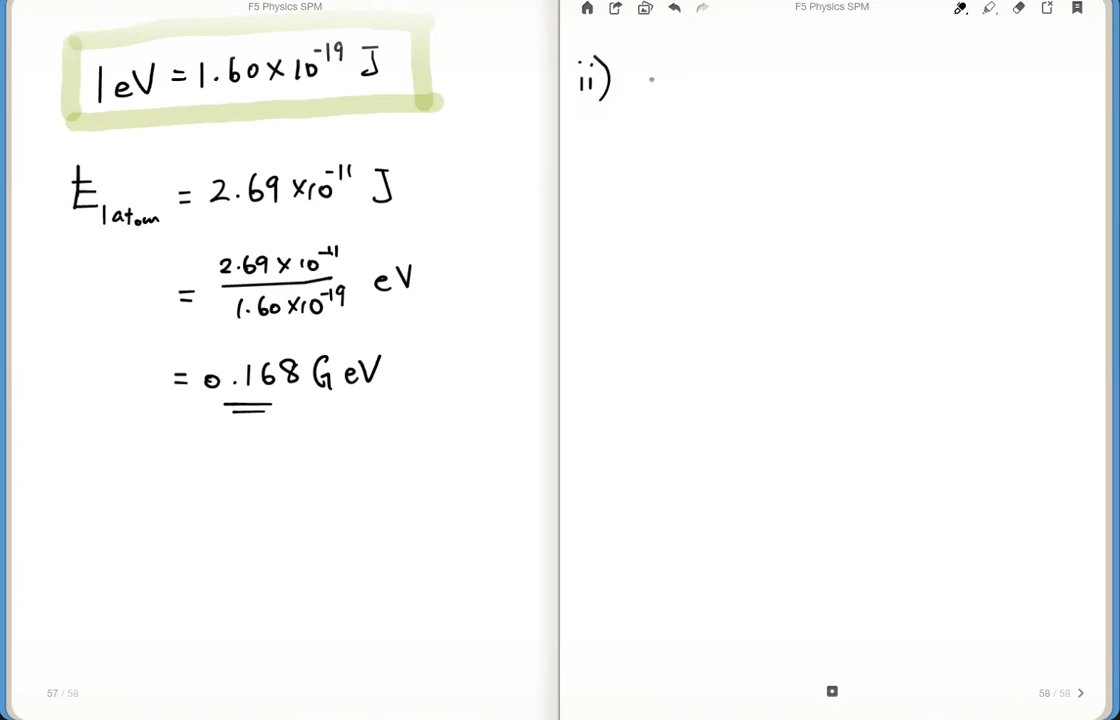 F5 Physics SPM
1eV = 1.60 × 10⁻¹⁹ J
E₁ₐₜₒₘ = 2.69 × 10⁻¹¹ J
= 2.69 × 10⁻¹¹ / 1.60 × 10⁻¹⁹ eV
= 0.168 GeV
57 / 58
F5 Physics SPM
ii)
58 / 58